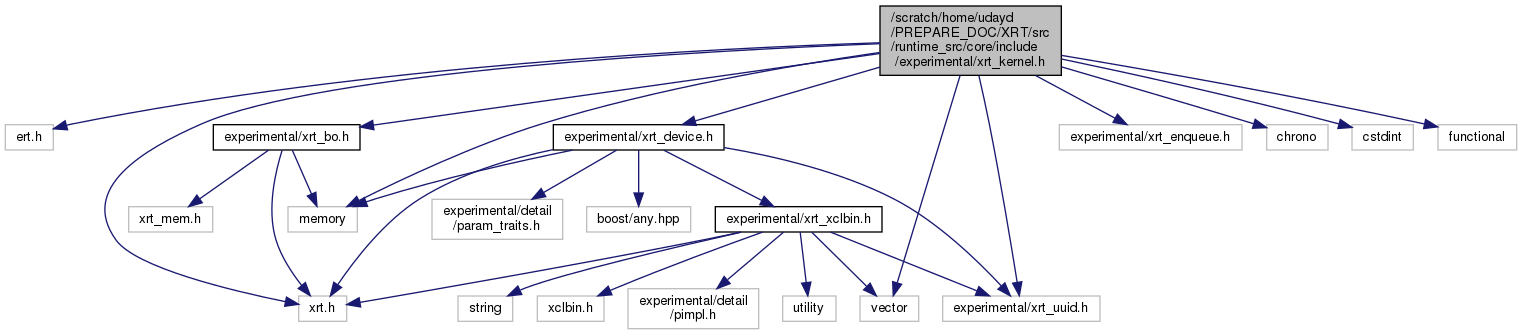 /scratch/home/udayd
/PREPARE_DOC/XRT/src
/runtime_src/core/include
/experimental/xrt_kernel.h
ert.h
experimental/xrt_bo.h
experimental/xrt_device.h
experimental/xrt_enqueue.h
chrono
cstdint
functional
xrt_mem.h
memory
experimental/detail
/param_traits.h
boost/any.hpp
experimental/xrt_xclbin.h
xrt.h
string
xclbin.h
experimental/detail
/pimpl.h
utility
vector
experimental/xrt_uuid.h